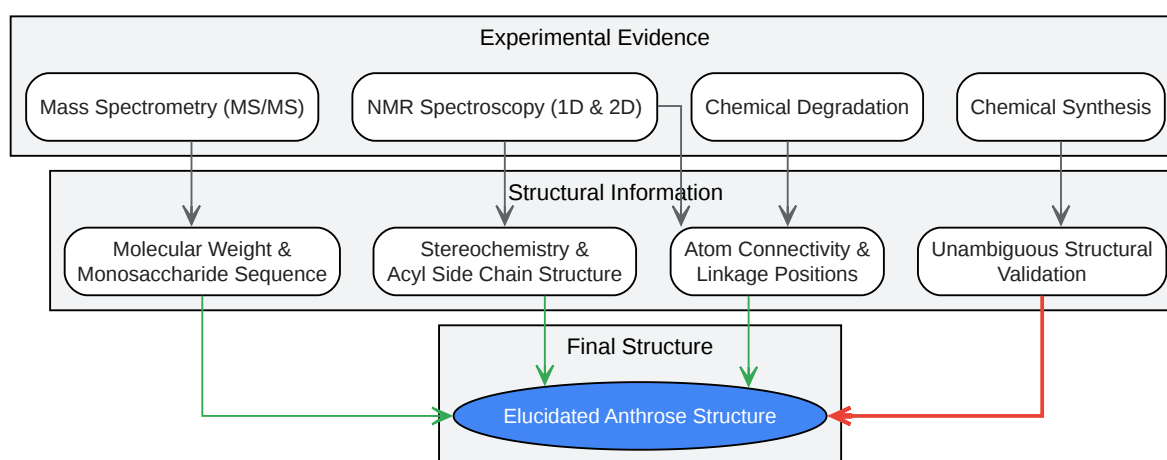 Experimental Evidence
Mass Spectrometry (MS/MS)
NMR Spectroscopy (1D & 2D)
Chemical Degradation
Chemical Synthesis
Structural Information
Molecular Weight &
Monosaccharide Sequence
Stereochemistry &
Acyl Side Chain Structure
Atom Connectivity &
Linkage Positions
Unambiguous Structural
Validation
Final Structure
Elucidated Anthrose Structure